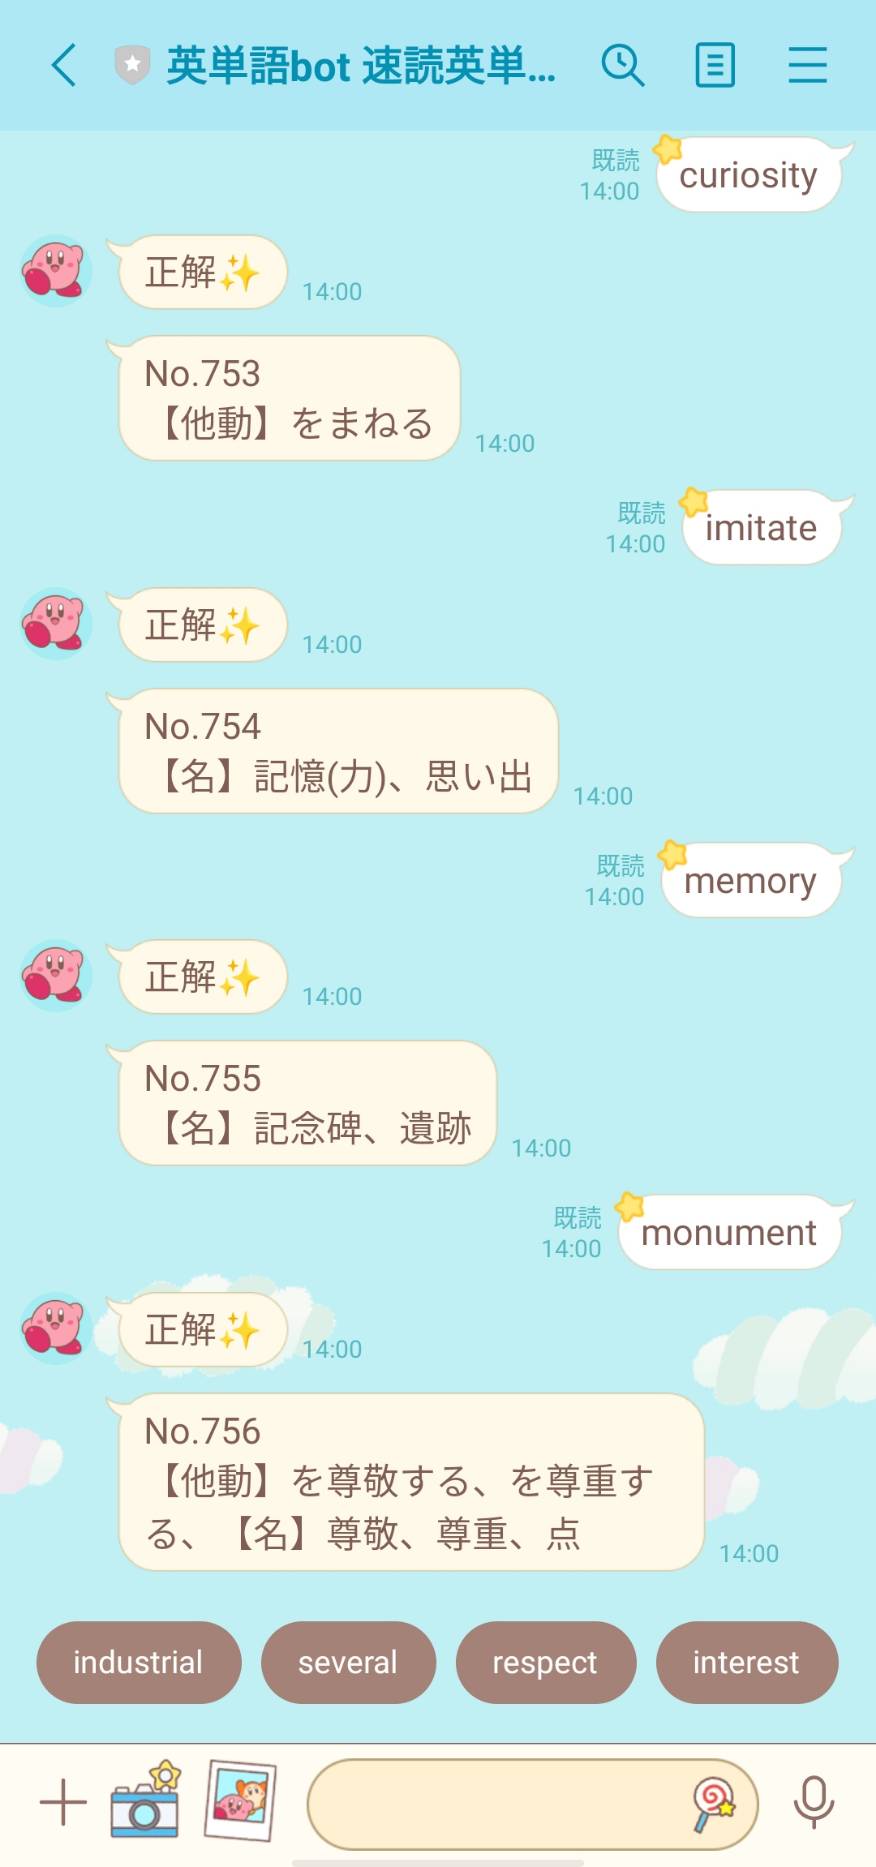 英単語bot 速読英単...
既読
14:00
curiosity
正解✨
14:00
No.753
【他動】をまねる
14:00
既読
14:00
imitate
正解✨
14:00
No.754
【名】記憶(力)、思い出
14:00
既読
14:00
memory
正解✨
14:00
No.755
【名】記念碑、遺跡
14:00
既読
14:00
monument
正解✨
14:00
No.756
【他動】を尊敬する、を尊重す
る、【名】尊敬、尊重、点
14:00
industrial several respect interest